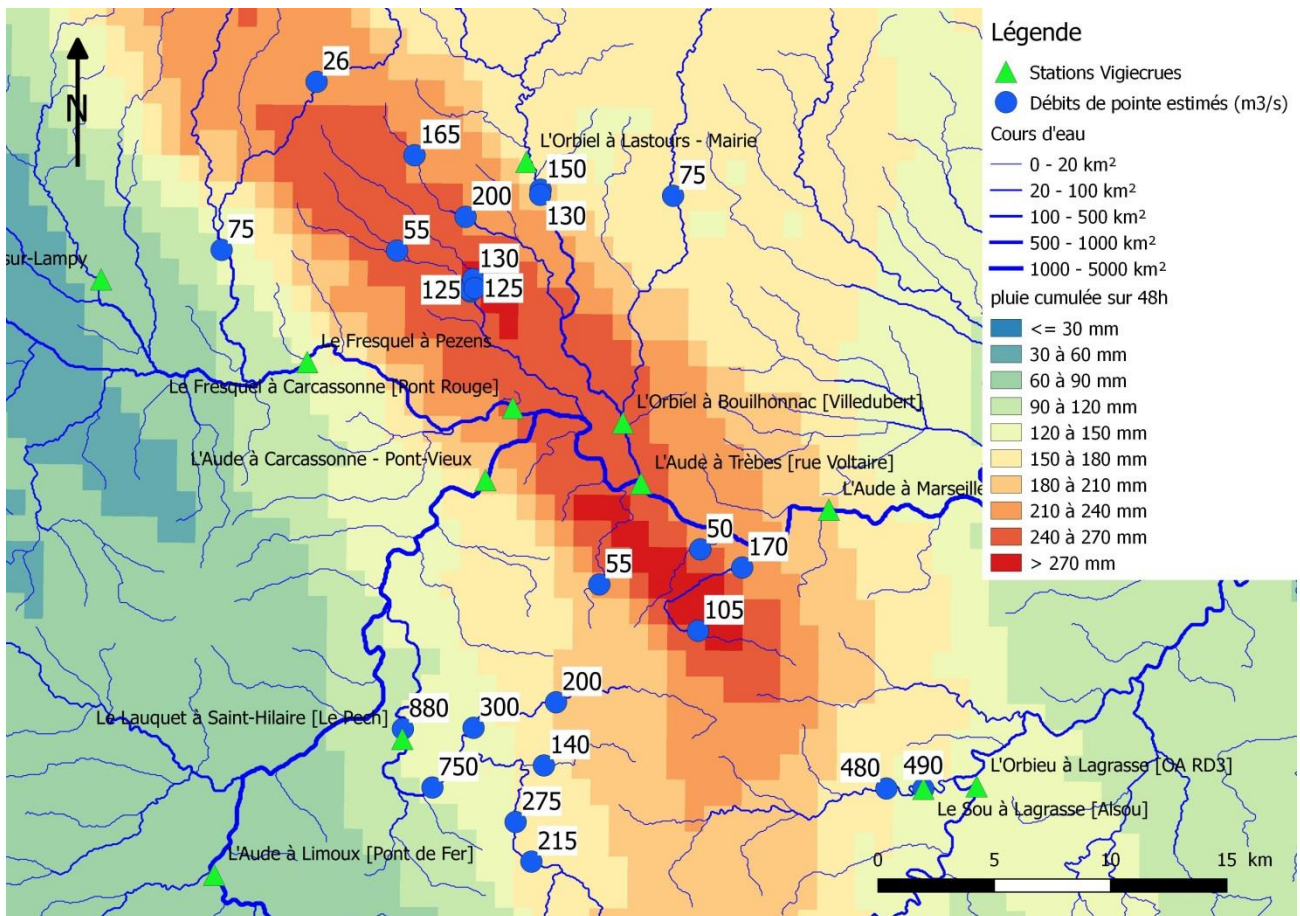 N
26
165
L'Orbiel à Lastours - Mairie
150
75
200
130
55
75
130
sur-Lampy
125
125
Le Fresquel à Pezens
Le Fresquel à Carcassonne [Pont Rouge]
L'Orbiel à Bouilhonnac [Villedubert]
L'Aude à Carcassonne - Pont-Vieux
L'Aude à Trèbes [rue Voltaire]
L'Aude à Marseille
50
170
55
105
200
Le Lauquet à Saint-Hilaire [Le Pech]
880
300
140
750
480
490
L'Orbieu à Lagrasse [OA RD3]
Le Sou à Lagrasse [Alsou]
275
215
L'Aude à Limoux [Pont de Fer]
0
5
10
15 km
Légende
Stations Vigiecrues
Débits de pointe estimés (m3/s)
Cours d'eau
0 - 20 km²
20 - 100 km²
100 - 500 km²
500 - 1000 km²
1000 - 5000 km²
pluie cumulée sur 48h
<= 30 mm
30 à 60 mm
60 à 90 mm
90 à 120 mm
120 à 150 mm
150 à 180 mm
180 à 210 mm
210 à 240 mm
240 à 270 mm
> 270 mm